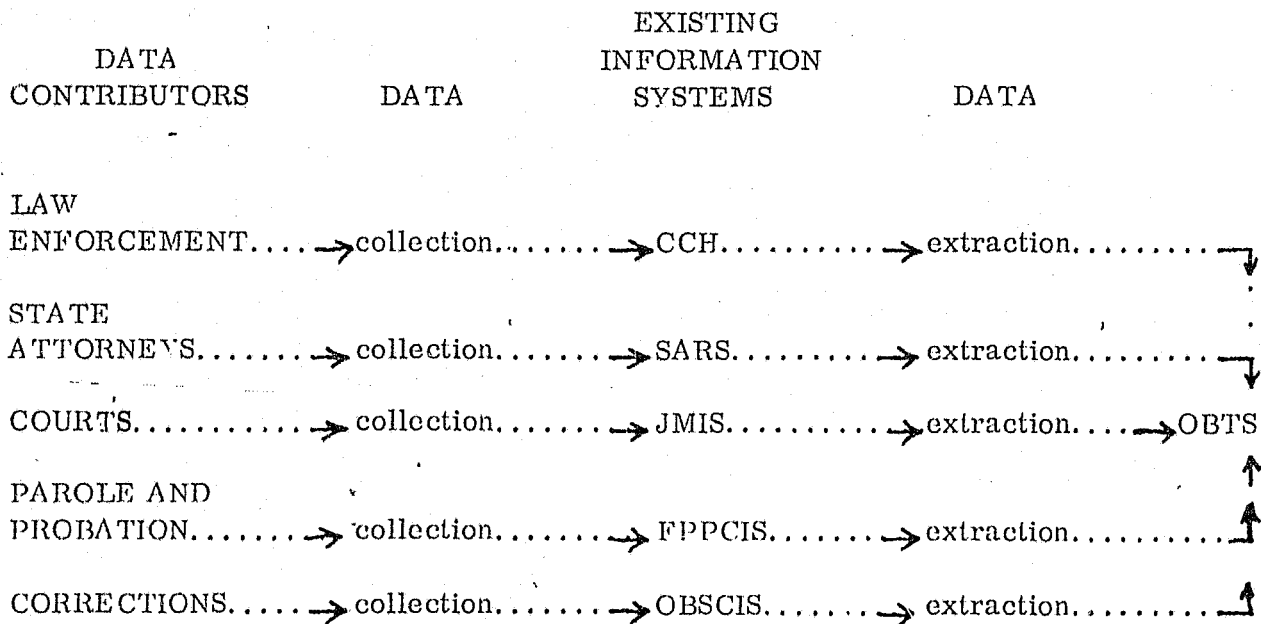 EXISTING
DATA INFORMATION
CONTRIBUTORS DATA SYSTEMS DATA
LAW
ENFORCEMENT.....→collection........→CCH..........→extraction..........
STATE
ATTORNEYS.......→collection........→SARS..........→extraction..........
COURTS..........→collection........→JMIS..........→extraction.....→OBTS
PAROLE AND
PROBATION.......→collection........→FPPCIS.......→extraction..........
CORRECTIONS.....→collection........→OBSCIS.......→extraction..........